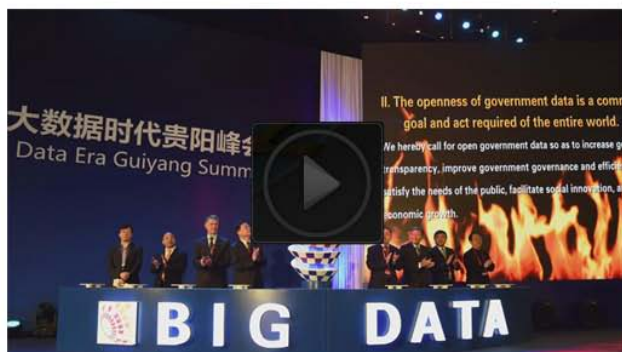 大数据时代贵阳峰会
Data Era Guiyang Summ
II. The openness of government data is a comm
goal and act required of the entire world.
We hereby call for open government data so as to increase g
transparency, improve government governance and efficie
satisfy the needs of the public, facilitate social innovation, a
economic growth.
BIG DATA